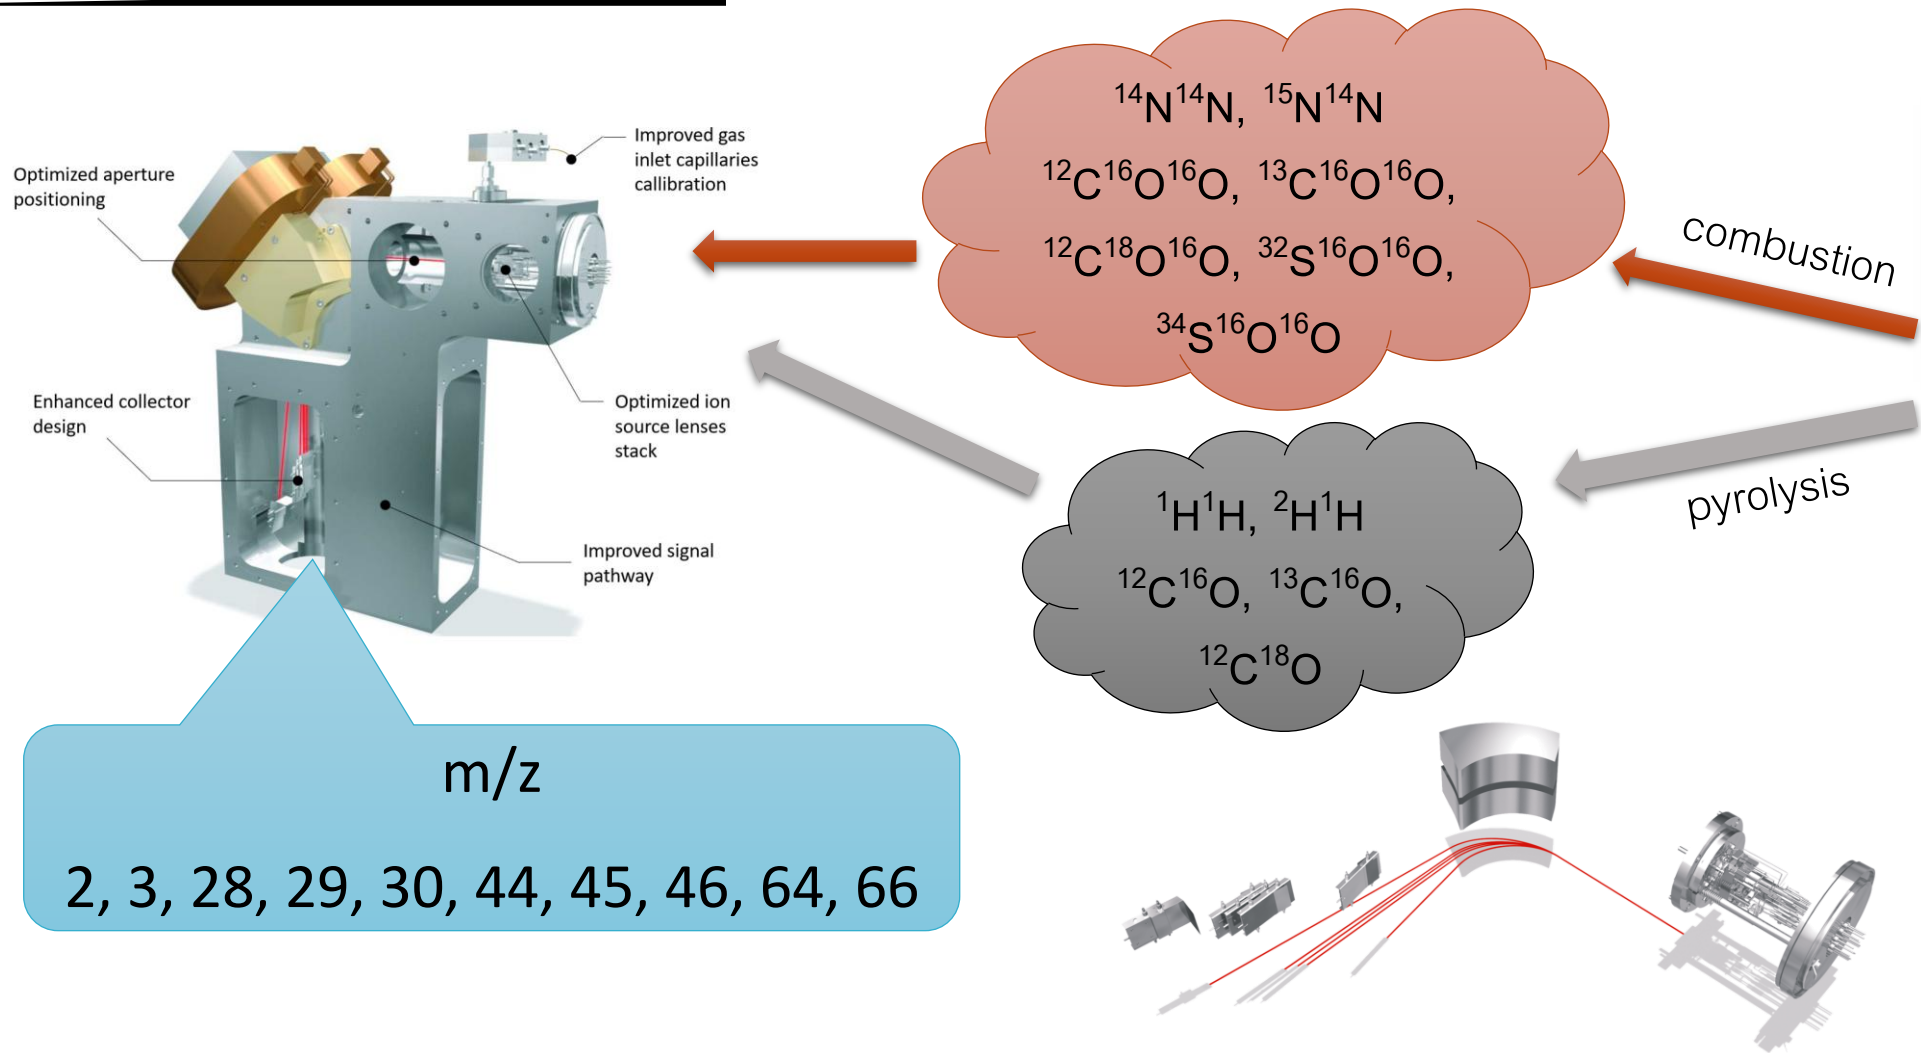 Improved gas
inlet capillaries
callibration
Optimized aperture
positioning
Enhanced collector
design
Optimized ion
source lenses
stack
Improved signal
pathway
¹⁴N¹⁴N, ¹⁵N¹⁴N
¹²C¹⁶O¹⁶O, ¹³C¹⁶O¹⁶O,
¹²C¹⁸O¹⁶O, ³²S¹⁶O¹⁶O,
³⁴S¹⁶O¹⁶O
combustion
pyrolysis
¹H¹H, ²H¹H
¹²C¹⁶O, ¹³C¹⁶O,
¹²C¹⁸O
m/z
2, 3, 28, 29, 30, 44, 45, 46, 64, 66